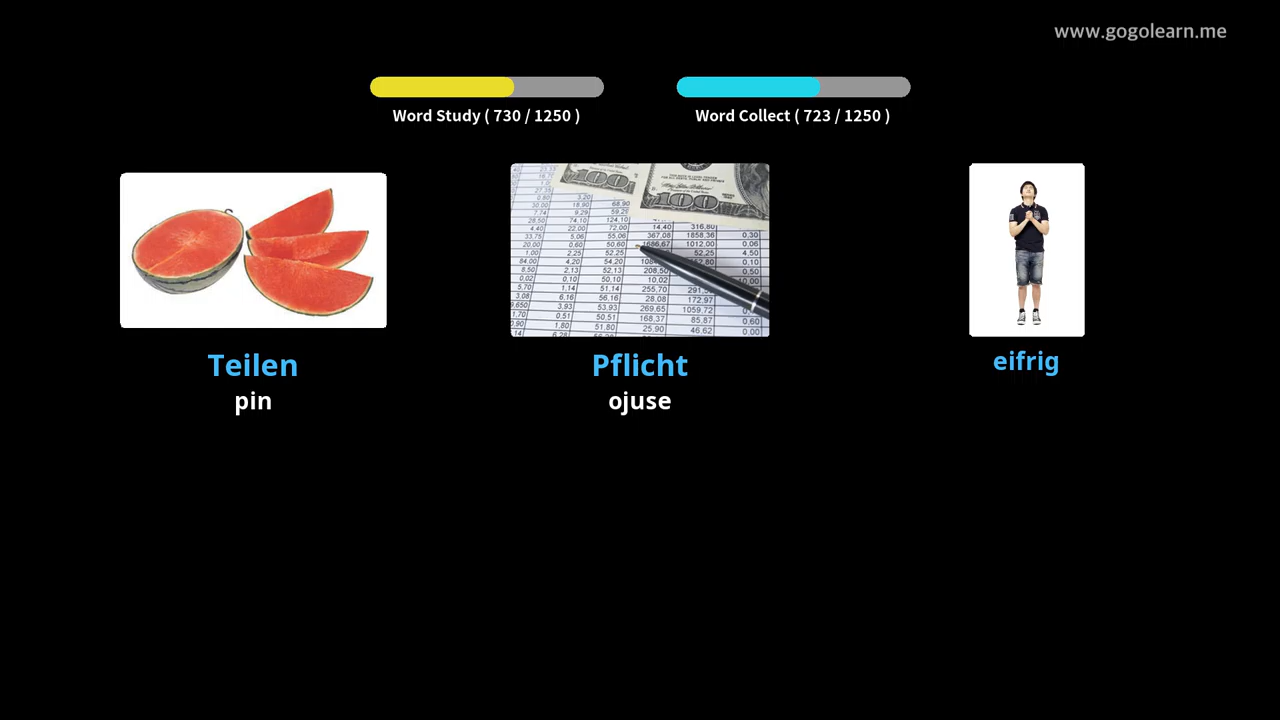 www.gogolearn.me
Word Study ( 730 / 1250 )
Word Collect ( 723 / 1250 )
Teilen
pin
Pflicht
ojuse
eifrig